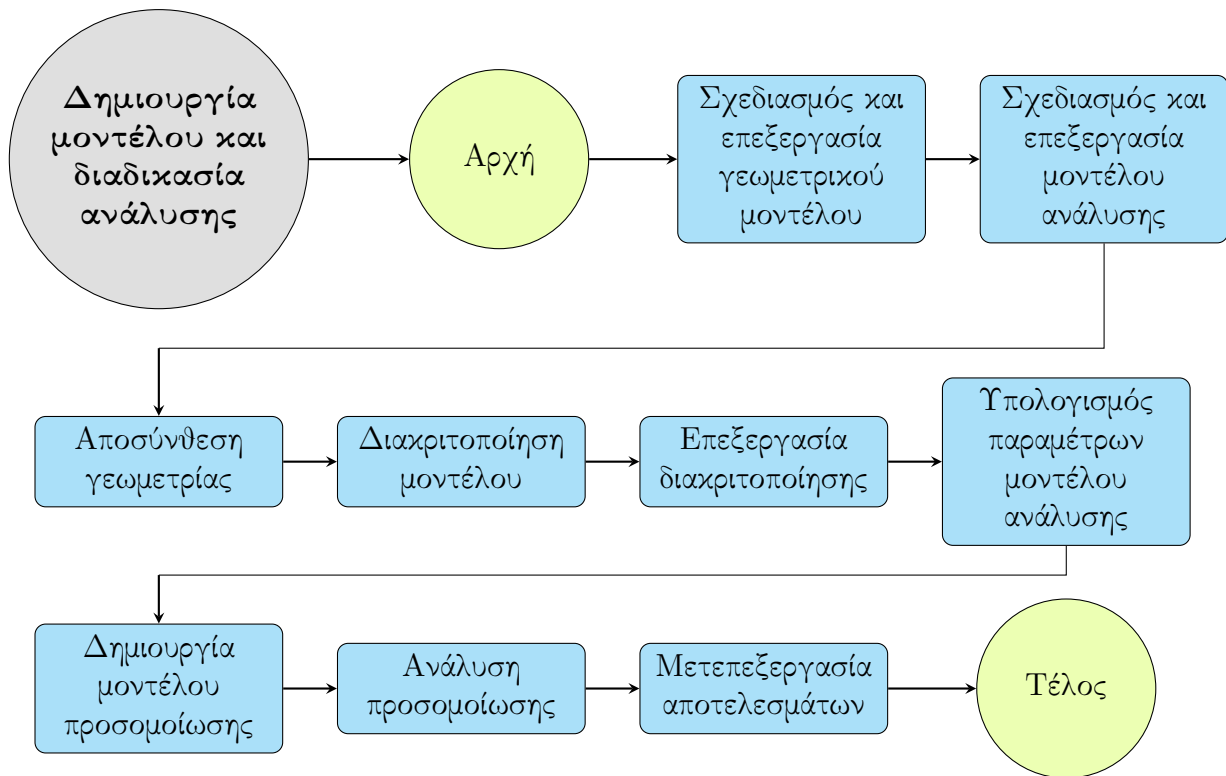 Δημιουργία
μοντέλου και
διαδικασία
ανάλυσης
Αρχή
Σχεδιασμός και
επεξεργασία
γεωμετρικού
μοντέλου
Σχεδιασμός και
επεξεργασία
μοντέλου
ανάλυσης
Αποσύνθεση
γεωμετρίας
Διακριτοποίηση
μοντέλου
Επεξεργασία
διακριτοποίησης
Υπολογισμός
παραμέτρων
μοντέλου
ανάλυσης
Δημιουργία
μοντέλου
προσομοίωσης
Ανάλυση
προσομοίωσης
Μετεπεξεργασία
αποτελεσμάτων
Τέλος